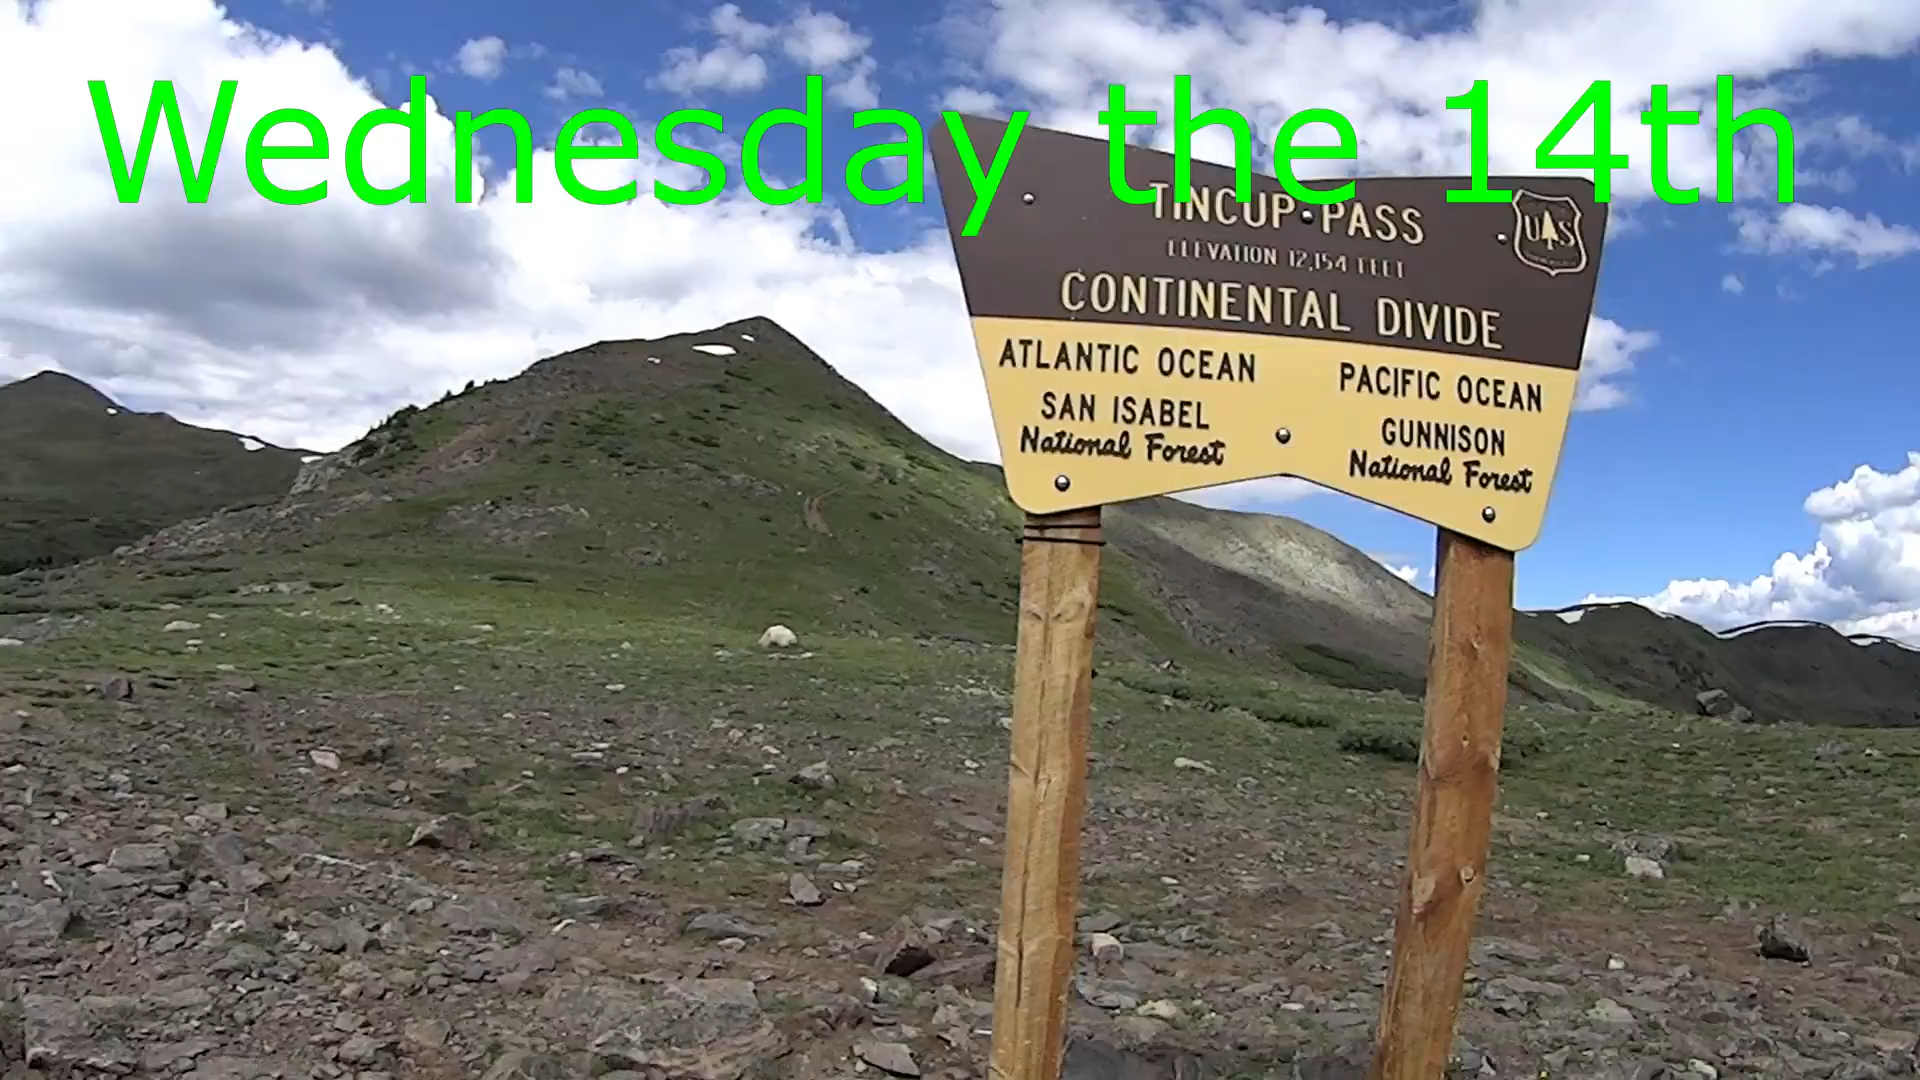 Wednesday the 14th
TINCUP PASS
ELEVATION 12,154 FEET
CONTINENTAL DIVIDE
UAS
ATLANTIC OCEAN
SAN ISABEL
National Forest
PACIFIC OCEAN
GUNNISON
National Forest